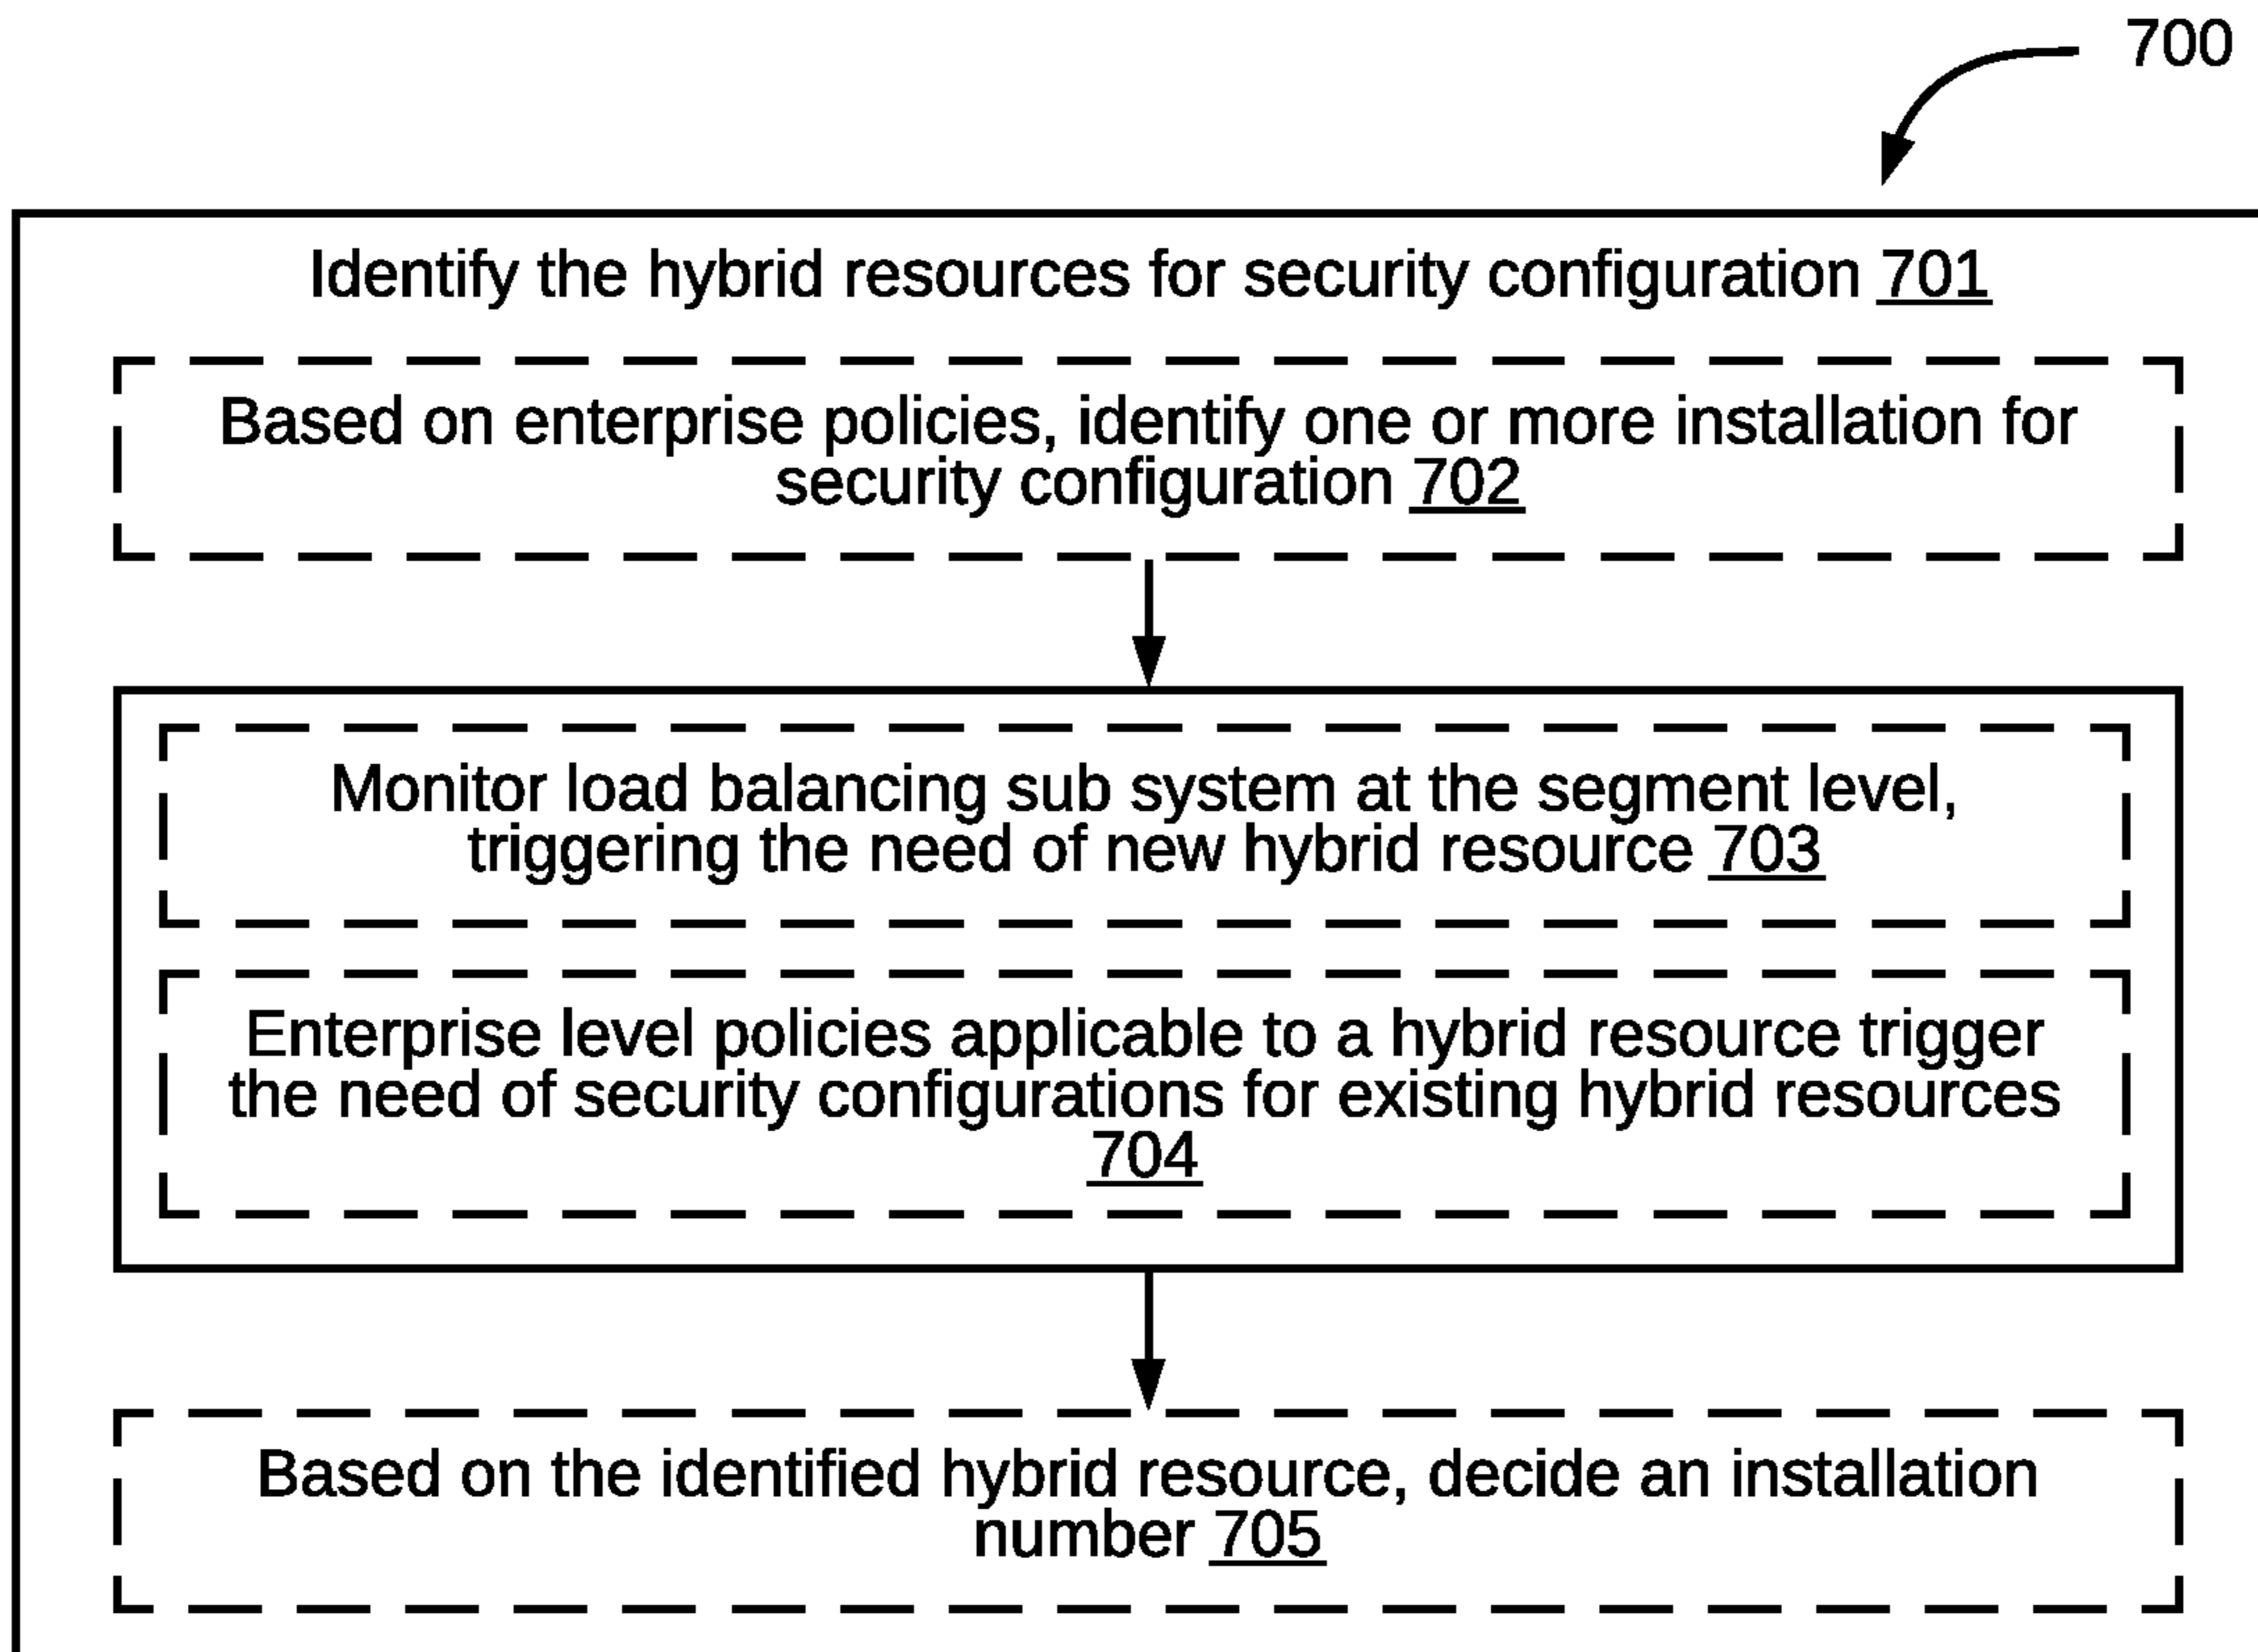 700
Identify the hybrid resources for security configuration 701
Based on enterprise policies, identify one or more installation for
security configuration 702
Monitor load balancing sub system at the segment level,
triggering the need of new hybrid resource 703
Enterprise level policies applicable to a hybrid resource trigger
the need of security configurations for existing hybrid resources
704
Based on the identified hybrid resource, decide an installation
number 705